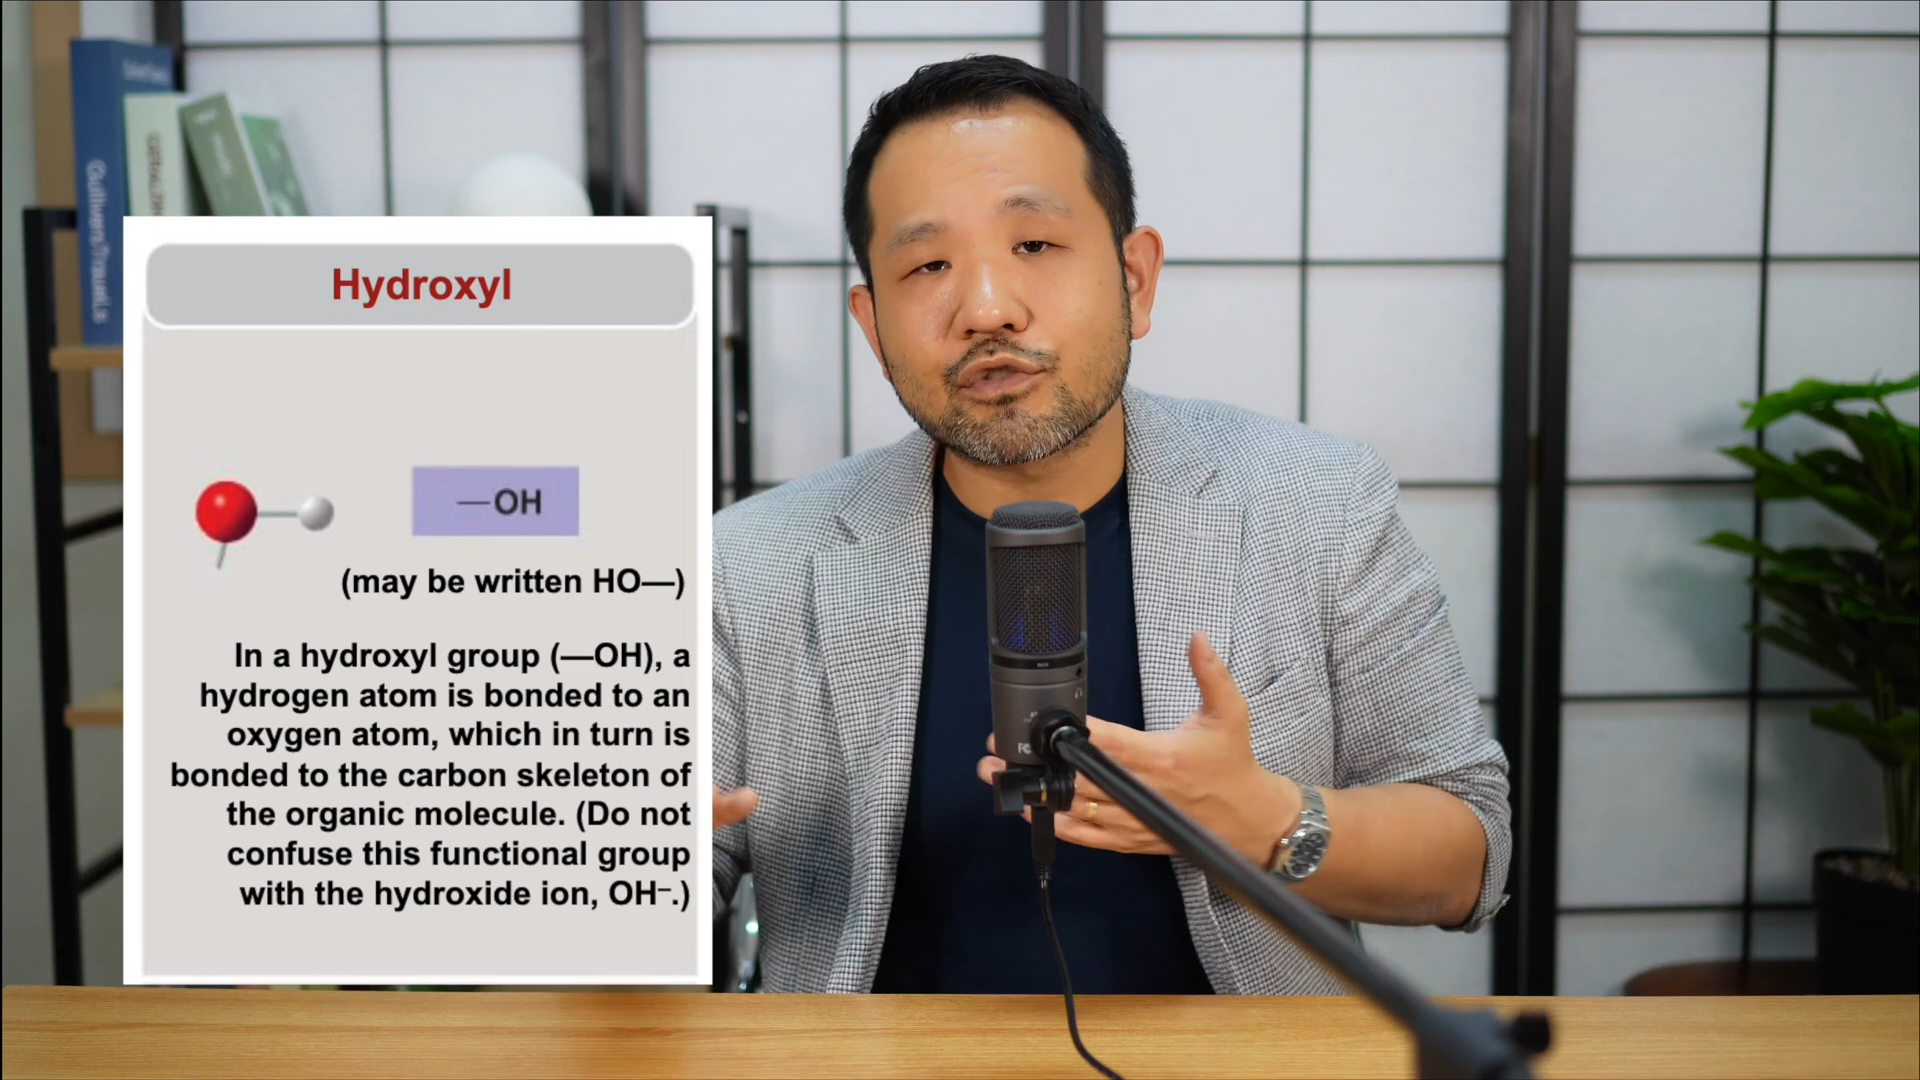 Gulliver's Travels
Hydroxyl
—OH
(may be written HO—)
In a hydroxyl group (—OH), a
hydrogen atom is bonded to an
oxygen atom, which in turn is
bonded to the carbon skeleton of
the organic molecule. (Do not
confuse this functional group
with the hydroxide ion, OH⁻.)